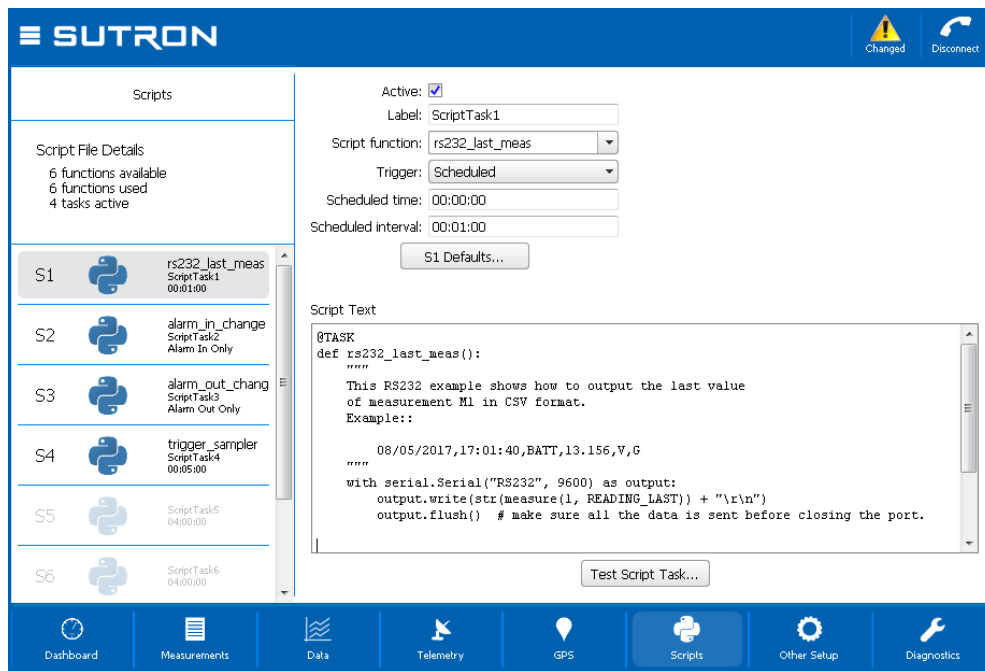 SUTRON
Changed
Disconnect
Scripts
Script File Details
6 functions available
6 functions used
4 tasks active
S1
rs232_last_meas
ScriptTask1
00:01:00
S2
alarm_in_change
ScriptTask2
Alarm In Only
S3
alarm_out_chang
ScriptTask3
Alarm Out Only
S4
trigger_sampler
ScriptTask4
00:05:00
S5
ScriptTask5
04:00:00
S6
ScriptTask6
04:00:00
Active:
Label: ScriptTask1
Script function: rs232_last_meas
Trigger: Scheduled
Scheduled time: 00:00:00
Scheduled interval: 00:01:00
S1 Defaults...
Script Text
@TASK
def rs232_last_meas():
"""
This RS232 example shows how to output the last value
of measurement M1 in CSV format.
Example::
08/05/2017,17:01:40,BATT,13.156,V,G
"""
with serial.Serial("RS232", 9600) as output:
output.write(str(measure(1, READING_LAST)) + "\r\n")
output.flush()  # make sure all the data is sent before closing the port.
Test Script Task...
Dashboard
Measurements
Data
Telemetry
GPS
Scripts
Other Setup
Diagnostics